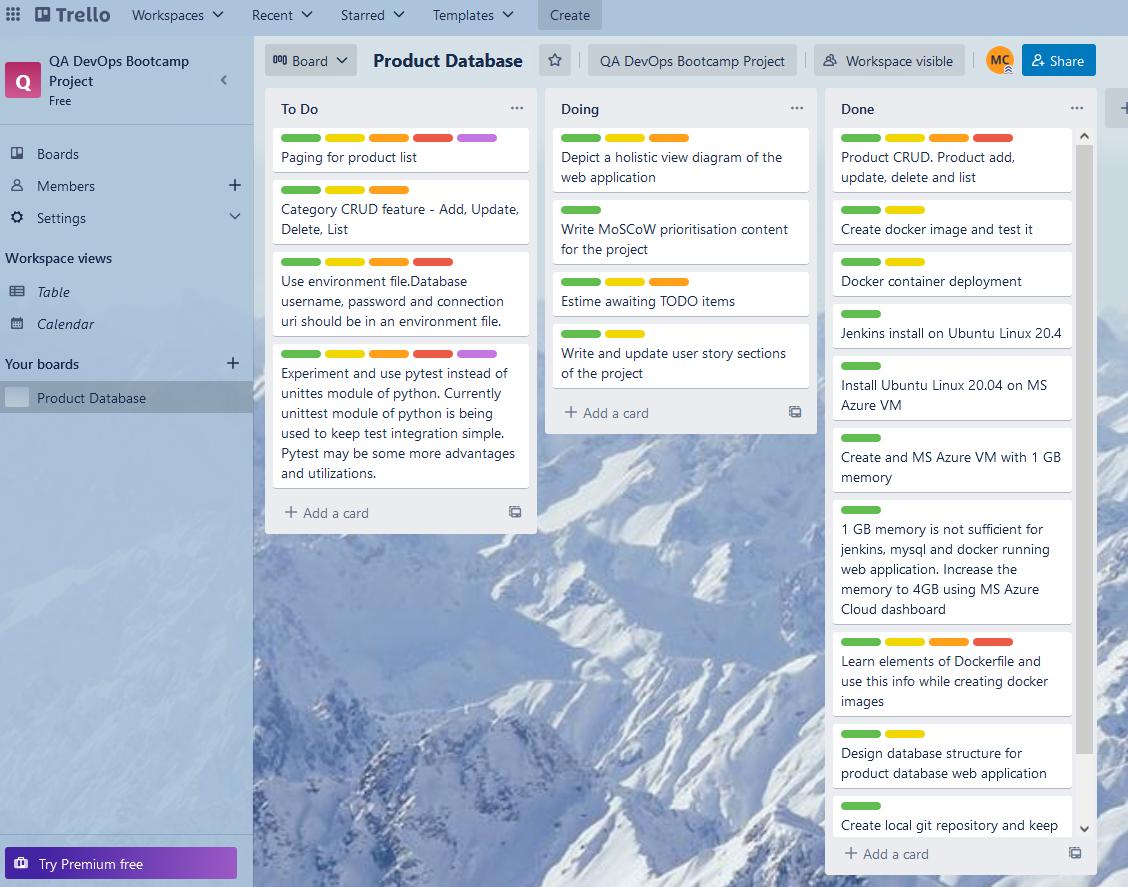 Trello
Workspaces
Recent
Starred
Templates
Create
Q
QA DevOps Bootcamp
Project
Free
Boards
Members
Settings
Workspace views
Table
Calendar
Your boards
Product Database
Try Premium free
Board
Product Database
QA DevOps Bootcamp Project
Workspace visible
MC
Share
To Do
Paging for product list
Category CRUD feature - Add, Update,
Delete, List
Use environment file.Database
username, password and connection
uri should be in an environment file.
Experiment and use pytest instead of
unittes module of python. Currently
unittest module of python is being
used to keep test integration simple.
Pytest may be some more advantages
and utilizations.
Add a card
Doing
Depict a holistic view diagram of the
web application
Write MoSCoW prioritisation content
for the project
Estime awaiting TODO items
Write and update user story sections
of the project
Add a card
Done
Product CRUD. Product add,
update, delete and list
Create docker image and test it
Docker container deployment
Jenkins install on Ubuntu Linux 20.4
Install Ubuntu Linux 20.04 on MS
Azure VM
Create and MS Azure VM with 1 GB
memory
1 GB memory is not sufficient for
jenkins, mysql and docker running
web application. Increase the
memory to 4GB using MS Azure
Cloud dashboard
Learn elements of Dockerfile and
use this info while creating docker
images
Design database structure for
product database web application
Create local git repository and keep
Add a card